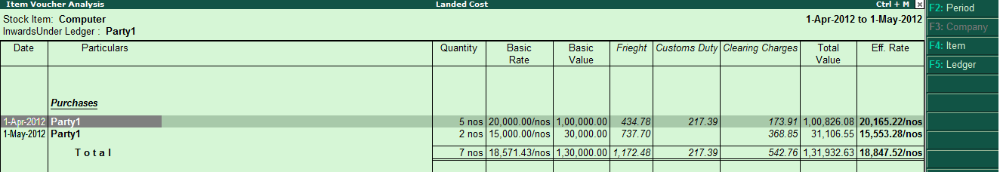 Item Voucher Analysis Landed Cost Ctrl + M x
Stock Item: Computer 1-Apr-2012 to 1-May-2012
InwardsUnder Ledger : Party1
Date Particulars Quantity Basic Rate Basic Value Frieght Customs Duty Clearing Charges Total Value Eff. Rate
Purchases
1-Apr-2012 Party1 5 nos 20,000.00/nos 1,00,000.00 434.78 217.39 173.91 1,00,826.08 20,165.22/nos
1-May-2012 Party1 2 nos 15,000.00/nos 30,000.00 737.70 368.85 31,106.55 15,553.28/nos
Total 7 nos 18,571.43/nos 1,30,000.00 1,172.48 217.39 542.76 1,31,932.63 18,847.52/nos
F2: Period
F3: Company
F4: Item
F5: Ledger